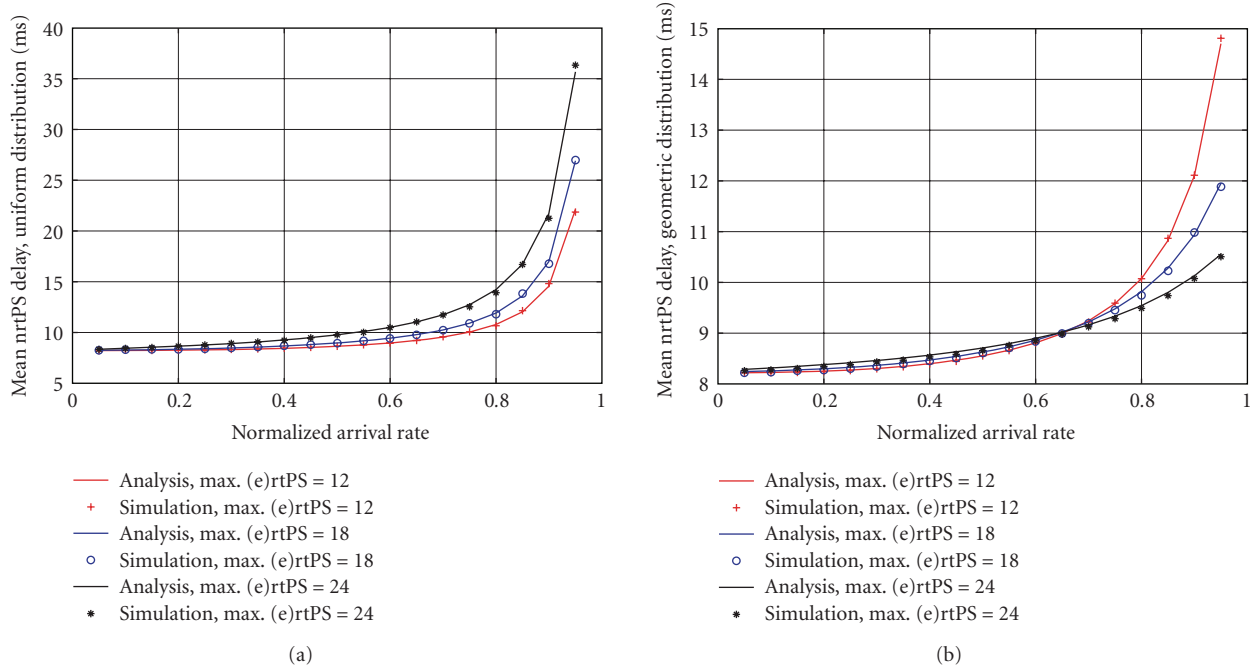 Mean nrtPS delay, uniform distribution (ms)
40
35
30
25
20
15
10
5
0.2
0.4
0.6
0.8
1
Normalized arrival rate
Analysis, max. (e)rtPS = 12
Simulation, max. (e)rtPS = 12
Analysis, max. (e)rtPS = 18
Simulation, max. (e)rtPS = 18
Analysis, max. (e)rtPS = 24
Simulation, max. (e)rtPS = 24
(a)
Mean nrtPS delay, geometric distribution (ms)
15
14
13
12
11
10
9
8
0.2
0.4
0.6
0.8
1
Normalized arrival rate
Analysis, max. (e)rtPS = 12
Simulation, max. (e)rtPS = 12
Analysis, max. (e)rtPS = 18
Simulation, max. (e)rtPS = 18
Analysis, max. (e)rtPS = 24
Simulation, max. (e)rtPS = 24
(b)